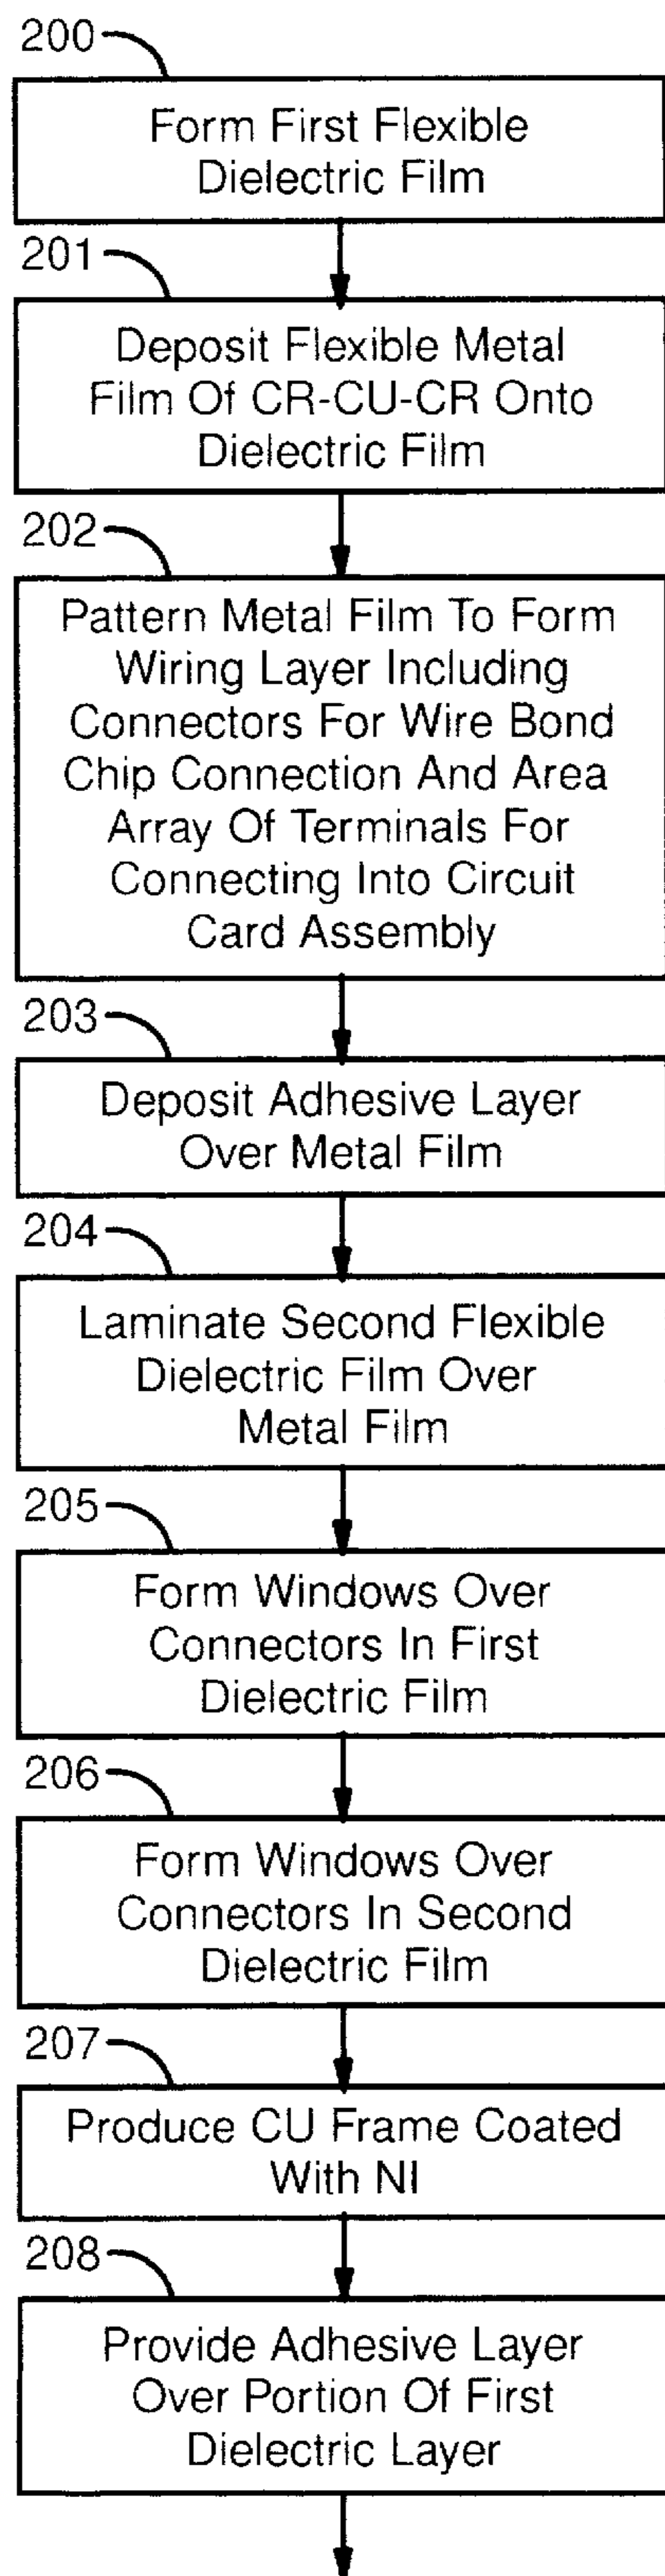 200
Form First Flexible
Dielectric Film
201
Deposit Flexible Metal
Film Of CR-CU-CR Onto
Dielectric Film
202
Pattern Metal Film To Form
Wiring Layer Including
Connectors For Wire Bond
Chip Connection And Area
Array Of Terminals For
Connecting Into Circuit
Card Assembly
203
Deposit Adhesive Layer
Over Metal Film
204
Laminate Second Flexible
Dielectric Film Over
Metal Film
205
Form Windows Over
Connectors In First
Dielectric Film
206
Form Windows Over
Connectors In Second
Dielectric Film
207
Produce CU Frame Coated
With NI
208
Provide Adhesive Layer
Over Portion Of First
Dielectric Layer